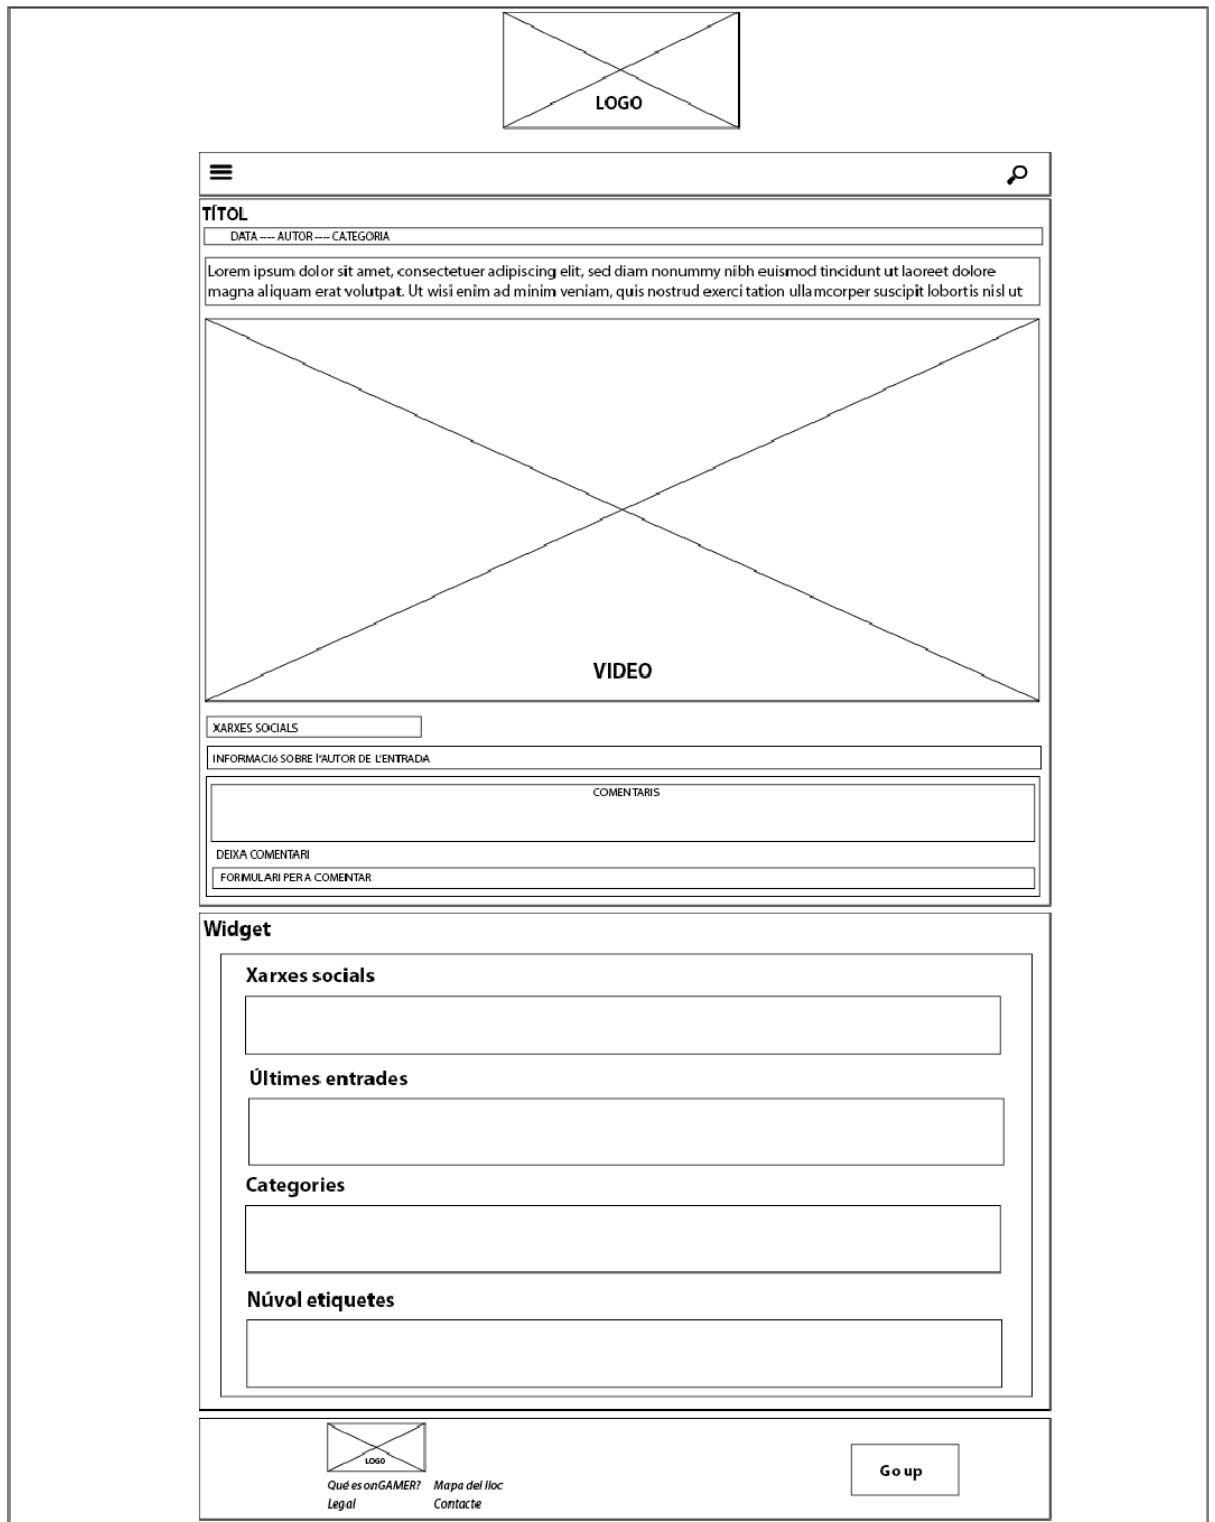 LOGO
TÍTOL
DATA ---- AUTOR ---- CATEGORIA
Lorem ipsum dolor sit amet, consectetuer adipiscing elit, sed diam nonummy nibh euismod tincidunt ut laoreet dolore
magna aliquam erat volutpat. Ut wisi enim ad minim veniam, quis nostrud exerci tation ullamcorper suscipit lobortis nisl ut
VIDEO
XARXES SOCIALS
INFORMACIó SOBRE l'AUTOR DE L'ENTRADA
COMENTARIS
DEIXA COMENTARI
FORMULARI PER A COMENTAR
Widget
Xarxes socials
Últimes entrades
Categories
Núvol etiquetes
LOGO
Qué es onGAMER? Mapa del lloc
Legal Contacte
Go up